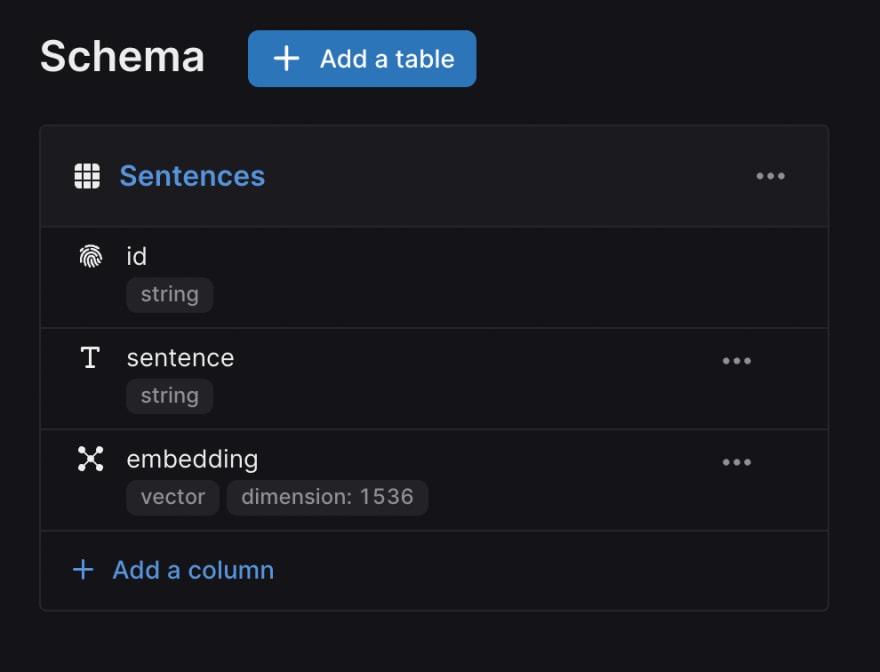 Schema
Add a table
Sentences
id
string
sentence
string
embedding
vector dimension: 1536
Add a column